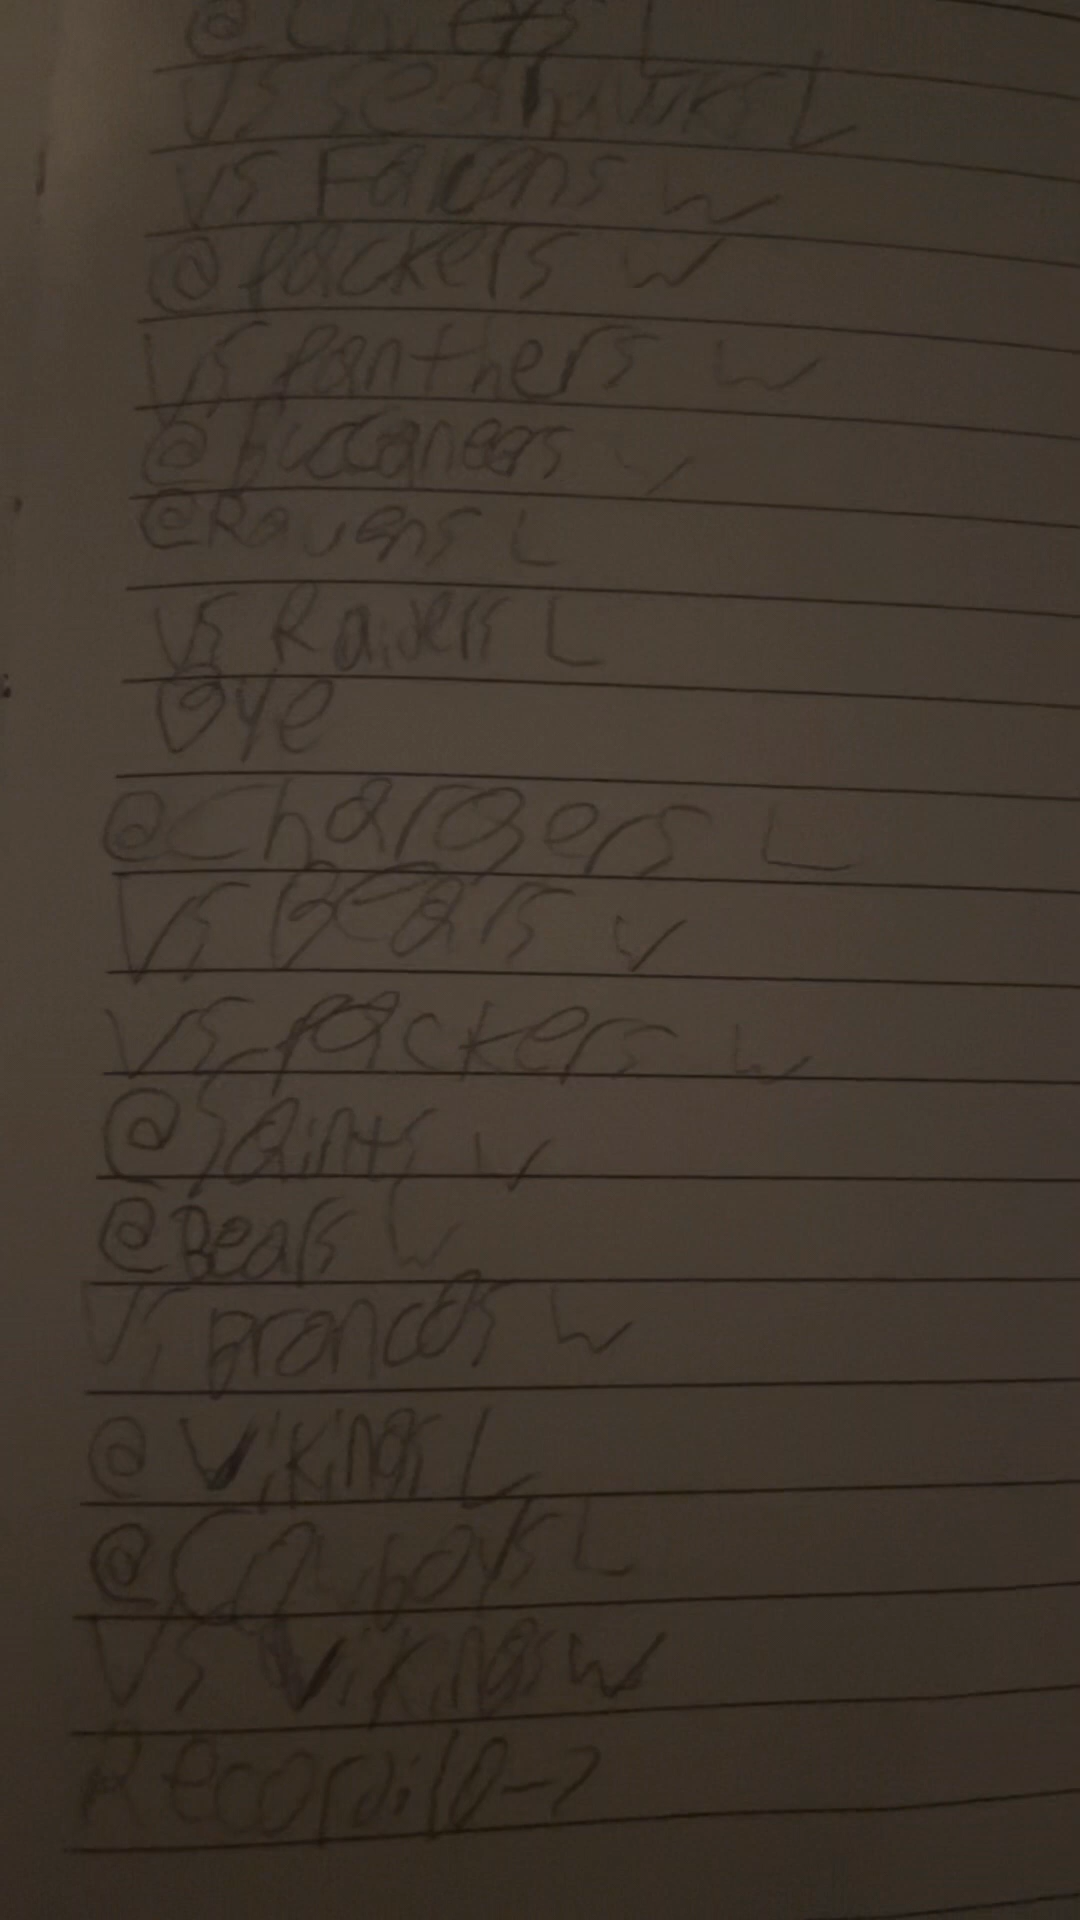 @ Chiefs L
Vs seahawks L
Vs Falcons W
@ packers W
Vs panthers W
@ Buccaneers W
@ Ravens L
Vs Raiders L
Bye
@ Chargers L
Vs Bears W
Vs packers W
@ Saints W
@ Bears W
Vs Broncos W
@ Vikings L
@ Cowboys L
Vs Vikings W
Record: 10-7